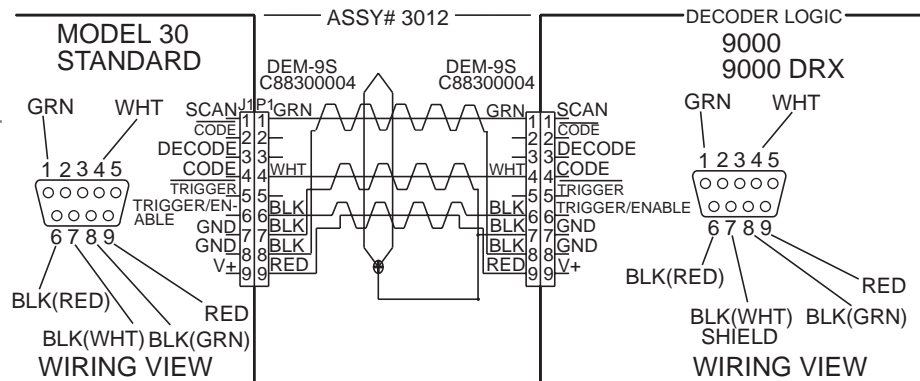 ASSY# 3012
DECODER LOGIC
MODEL 30
STANDARD
9000
9000 DRX
DEM-9S
C88300004
DEM-9S
C88300004
GRN
WHT
1 2 3 4 5
6 7 8 9
BLK(RED)
BLK(WHT)
BLK(GRN)
RED
WIRING VIEW
J1 P1
SCAN 1 1 GRN GRN 1 1 SCAN
CODE 2 2 2 2 CODE
DECODE 3 3 3 3 DECODE
CODE 4 4 WHT WHT 4 4 CODE
TRIGGER 5 5 5 5 TRIGGER
TRIGGER/EN-
ABLE 6 6 BLK BLK 6 6 TRIGGER/ENABLE
GND 7 7 BLK BLK 7 7 GND
GND 8 8 BLK BLK 8 8 GND
V+ 9 9 RED RED 9 9 V+
GRN
WHT
1 2 3 4 5
6 7 8 9
BLK(RED)
RED
BLK(WHT)
SHIELD
BLK(GRN)
WIRING VIEW